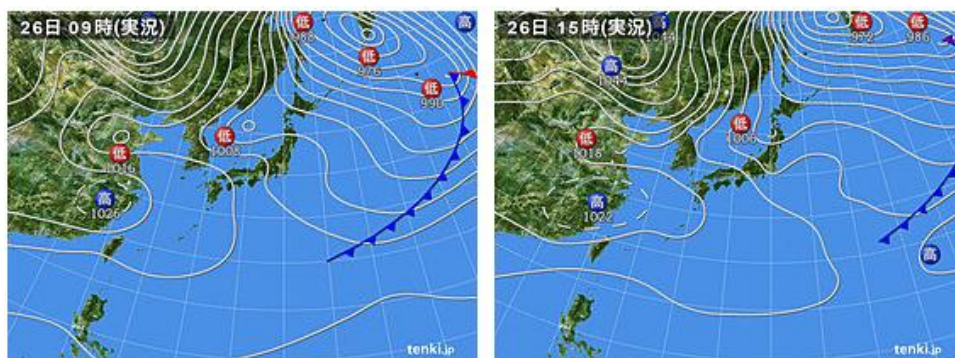 26日 09時(実況)
低
988
高
低
976
低
990
低
1008
低
1016
高
1026
tenki.jp
26日 15時(実況)
1044
高
低
972
低
986
低
1006
低
1018
高
1022
高
tenki.jp